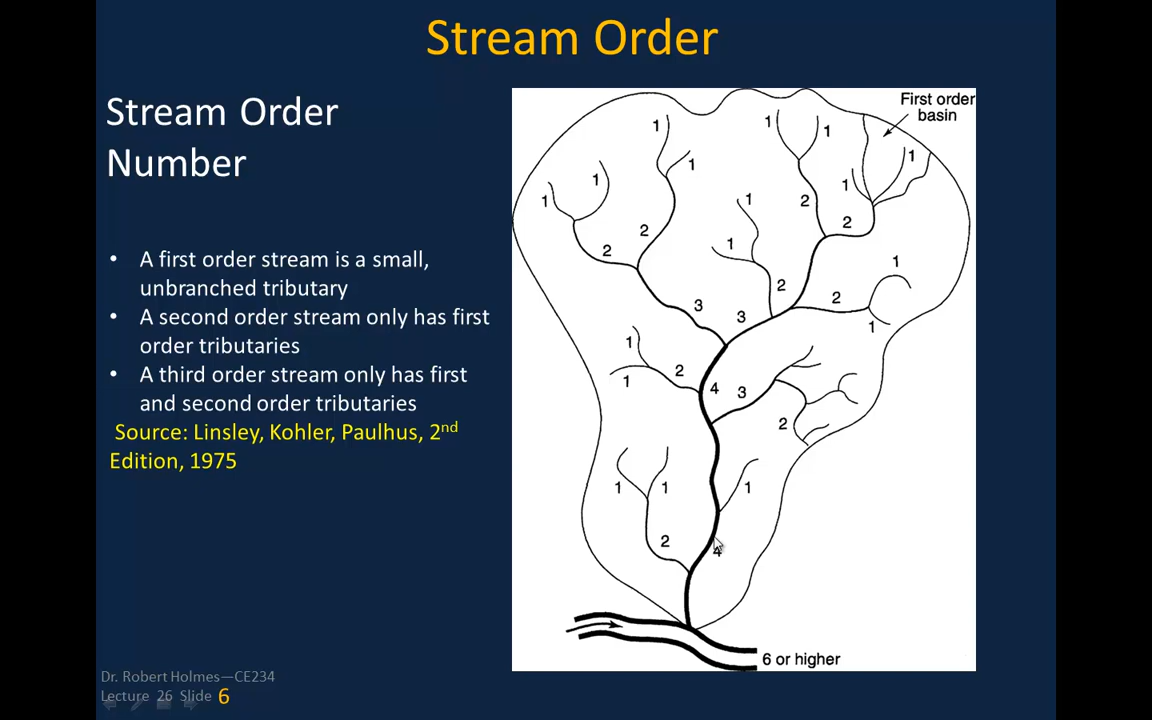 Stream Order
Stream Order
Number
• A first order stream is a small,
unbranched tributary
• A second order stream only has first
order tributaries
• A third order stream only has first
and second order tributaries
Source: Linsley, Kohler, Paulhus, 2nd
Edition, 1975
First order
basin
1
1
1
1
1
1
1
1
1
1
1
2
2
2
2
1
2
2
3
3
1
1
1
2
4
3
2
1
1
1
2
4
6 or higher
Dr. Robert Holmes—CE234
Lecture 26 Slide 6